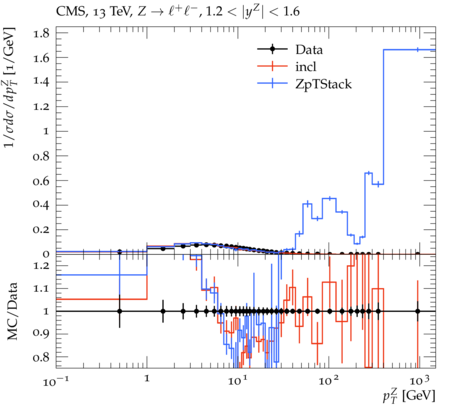 CMS, 13 TeV, Z → ℓ⁺ℓ⁻, 1.2 < |y^Z| < 1.6
1/σdσ/dp_T^Z [1/GeV]
1.8
1.6
1.4
1.2
1
0.8
0.6
0.4
0.2
0
Data
incl
ZpTStack
MC/Data
1.2
1.1
1
0.9
0.8
10⁻¹ 1 10¹ 10² 10³
p_T^Z [GeV]